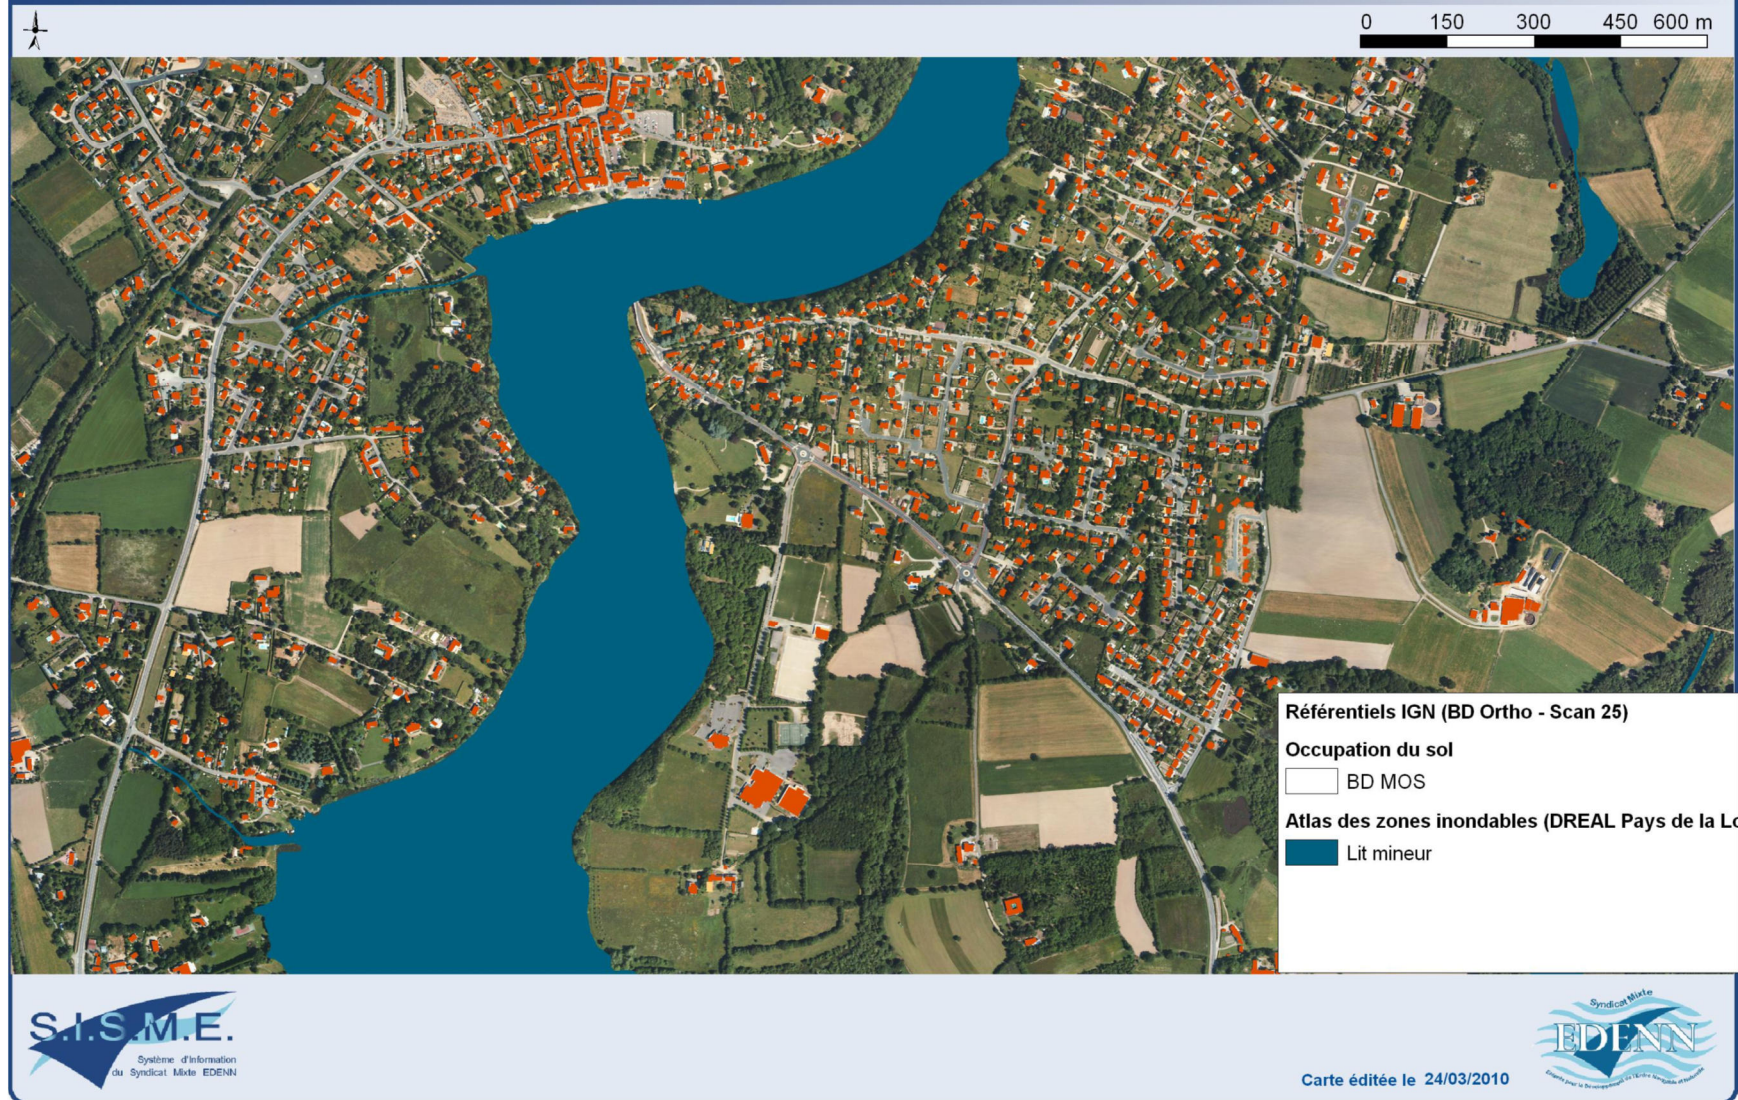 0 150 300 450 600 m
Référentiels IGN (BD Ortho - Scan 25)
Occupation du sol
BD MOS
Atlas des zones inondables (DREAL Pays de la Lo
Lit mineur
S.I.S.M.E.
Système d'Information
du Syndicat Mixte EDENN
Carte éditée le 24/03/2010
Syndicat Mixte
EDENN